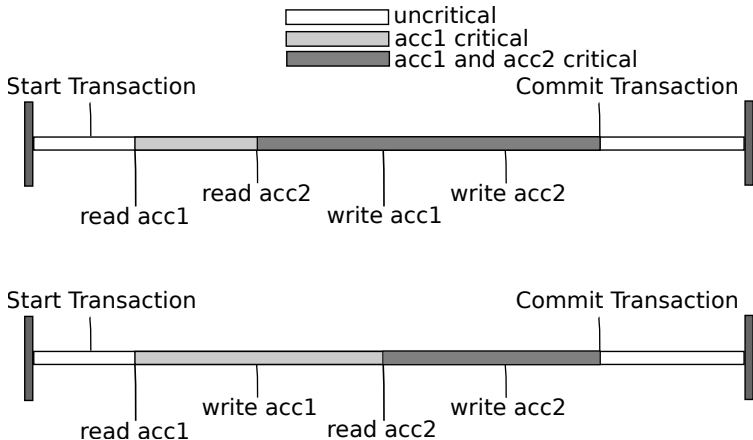 uncritical
acc1 critical
acc1 and acc2 critical
Start Transaction
Commit Transaction
read acc2
write acc2
read acc1
write acc1
Start Transaction
Commit Transaction
write acc1
write acc2
read acc1
read acc2